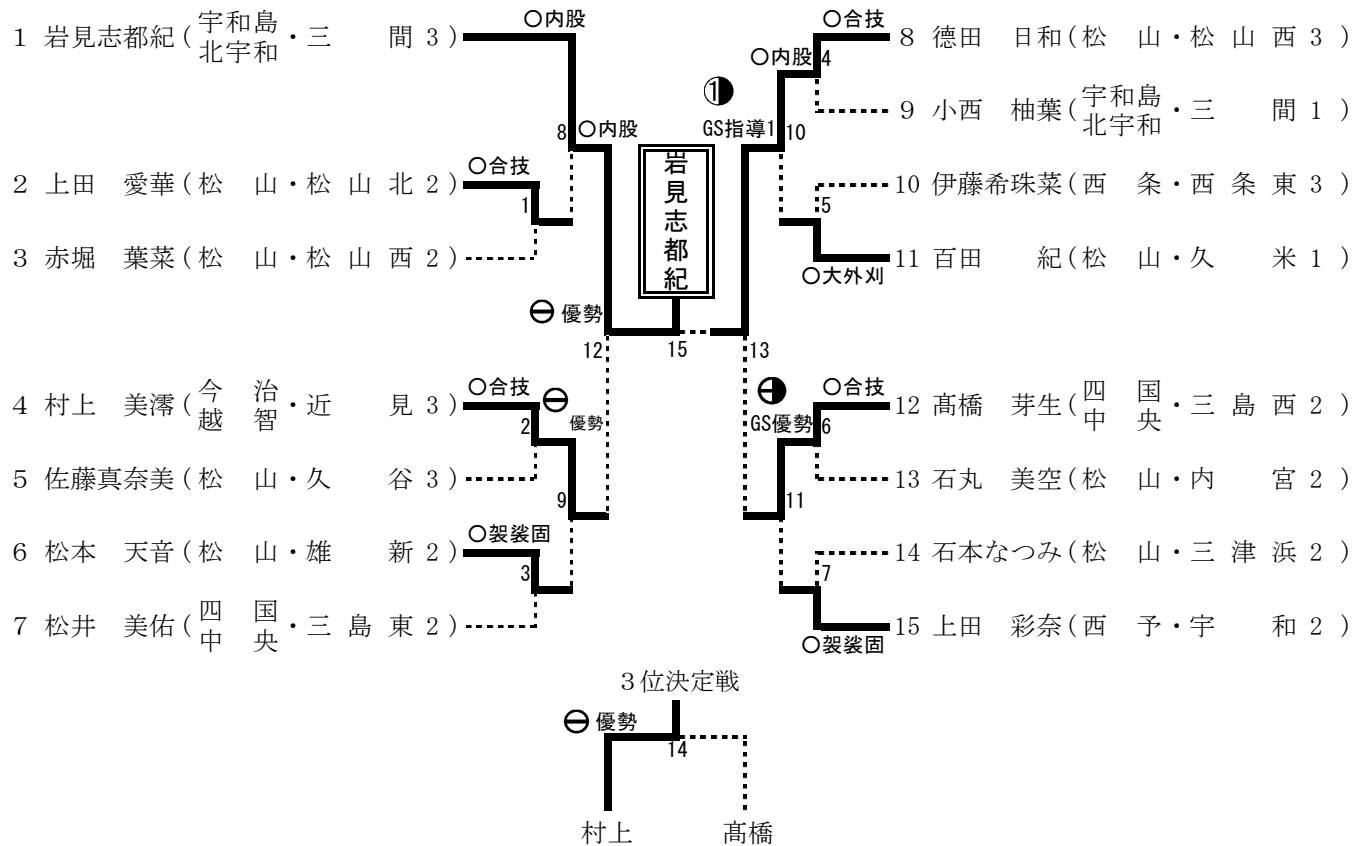 ○内股
○合技
1 岩見志都紀(宇和島北宇和・三 間 3)
8 德田 日和(松 山・松 山 西 3)
○内股
4
①
9 小西 柚葉(宇和島北宇和・三 間 1)
8
○内股
GS指導1
10
岩見志都紀
○合技
2 上田 愛華(松 山・松 山 北 2)
10 伊藤希珠菜(西 条・西 条 東 3)
1
5
3 赤堀 葉菜(松 山・松 山 西 2)
11 百田 紀(松 山・久 米 1)
○大外刈
優勢
12
15
13
○合技
○合技
4 村上 美澪(今 治越 智・近 見 3)
12 髙橋 芽生(四 国中 央・三 島 西 2)
2
優勢
GS優勢
6
5 佐藤真奈美(松 山・久 谷 3)
13 石丸 美空(松 山・内 宮 2)
9
11
○袈裟固
6 松本 天音(松 山・雄 新 2)
14 石本なつみ(松 山・三 津 浜 2)
3
7
7 松井 美佑(四 国中 央・三 島 東 2)
15 上田 彩奈(西 予・宇 和 2)
○袈裟固
3位決定戦
優勢
14
村上
髙橋